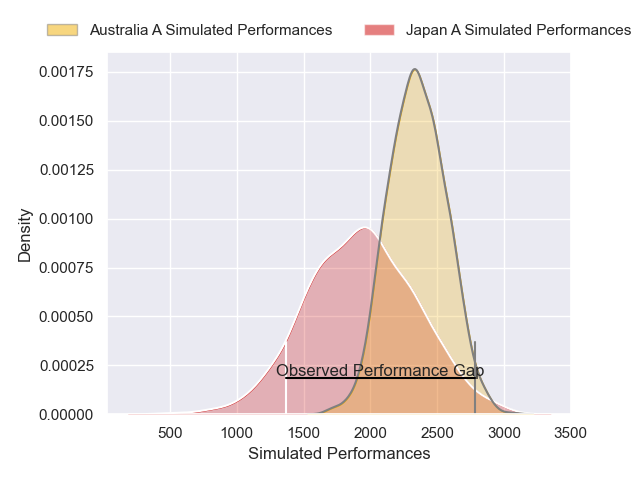 Australia A Simulated Performances Japan A Simulated Performances
0.00175
0.00150
0.00125
0.00100
0.00075
0.00050
0.00025
0.00000
Density
Observed Performance Gap
500 1000 1500 2000 2500 3000 3500
Simulated Performances